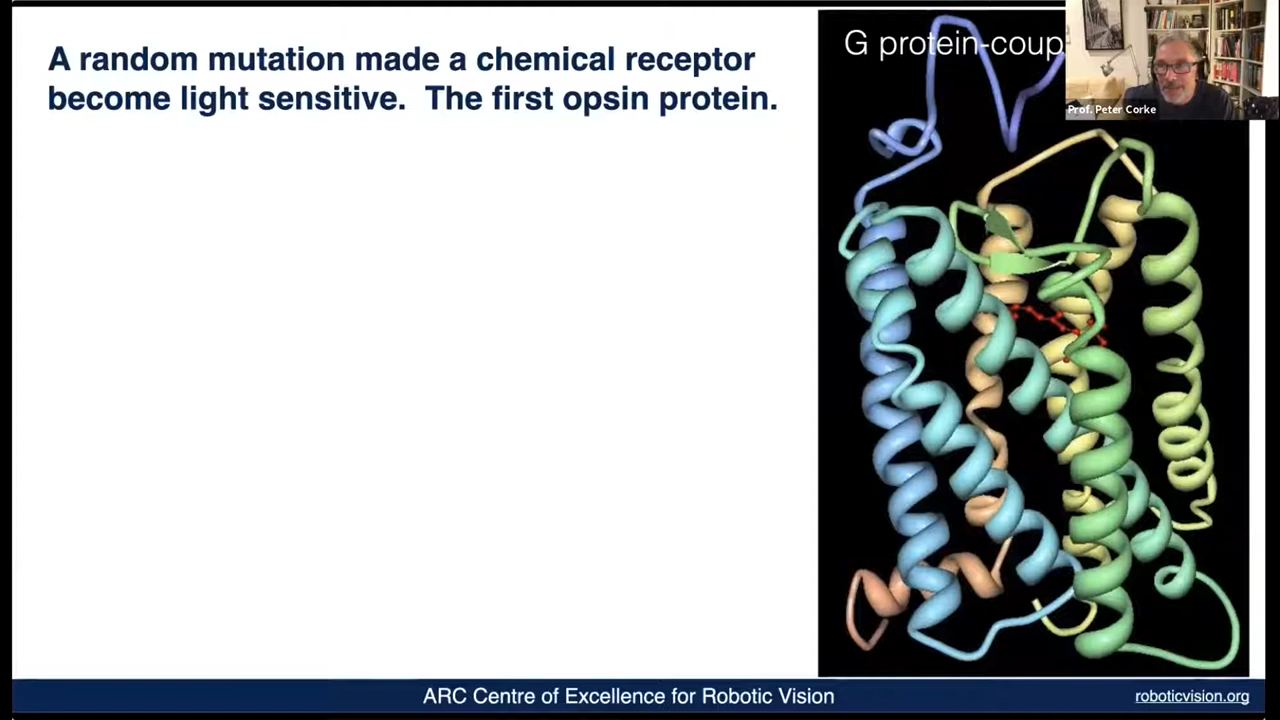 A random mutation made a chemical receptor
become light sensitive. The first opsin protein.
G protein-coup
Prof. Peter Corke
ARC Centre of Excellence for Robotic Vision
roboticvision.org